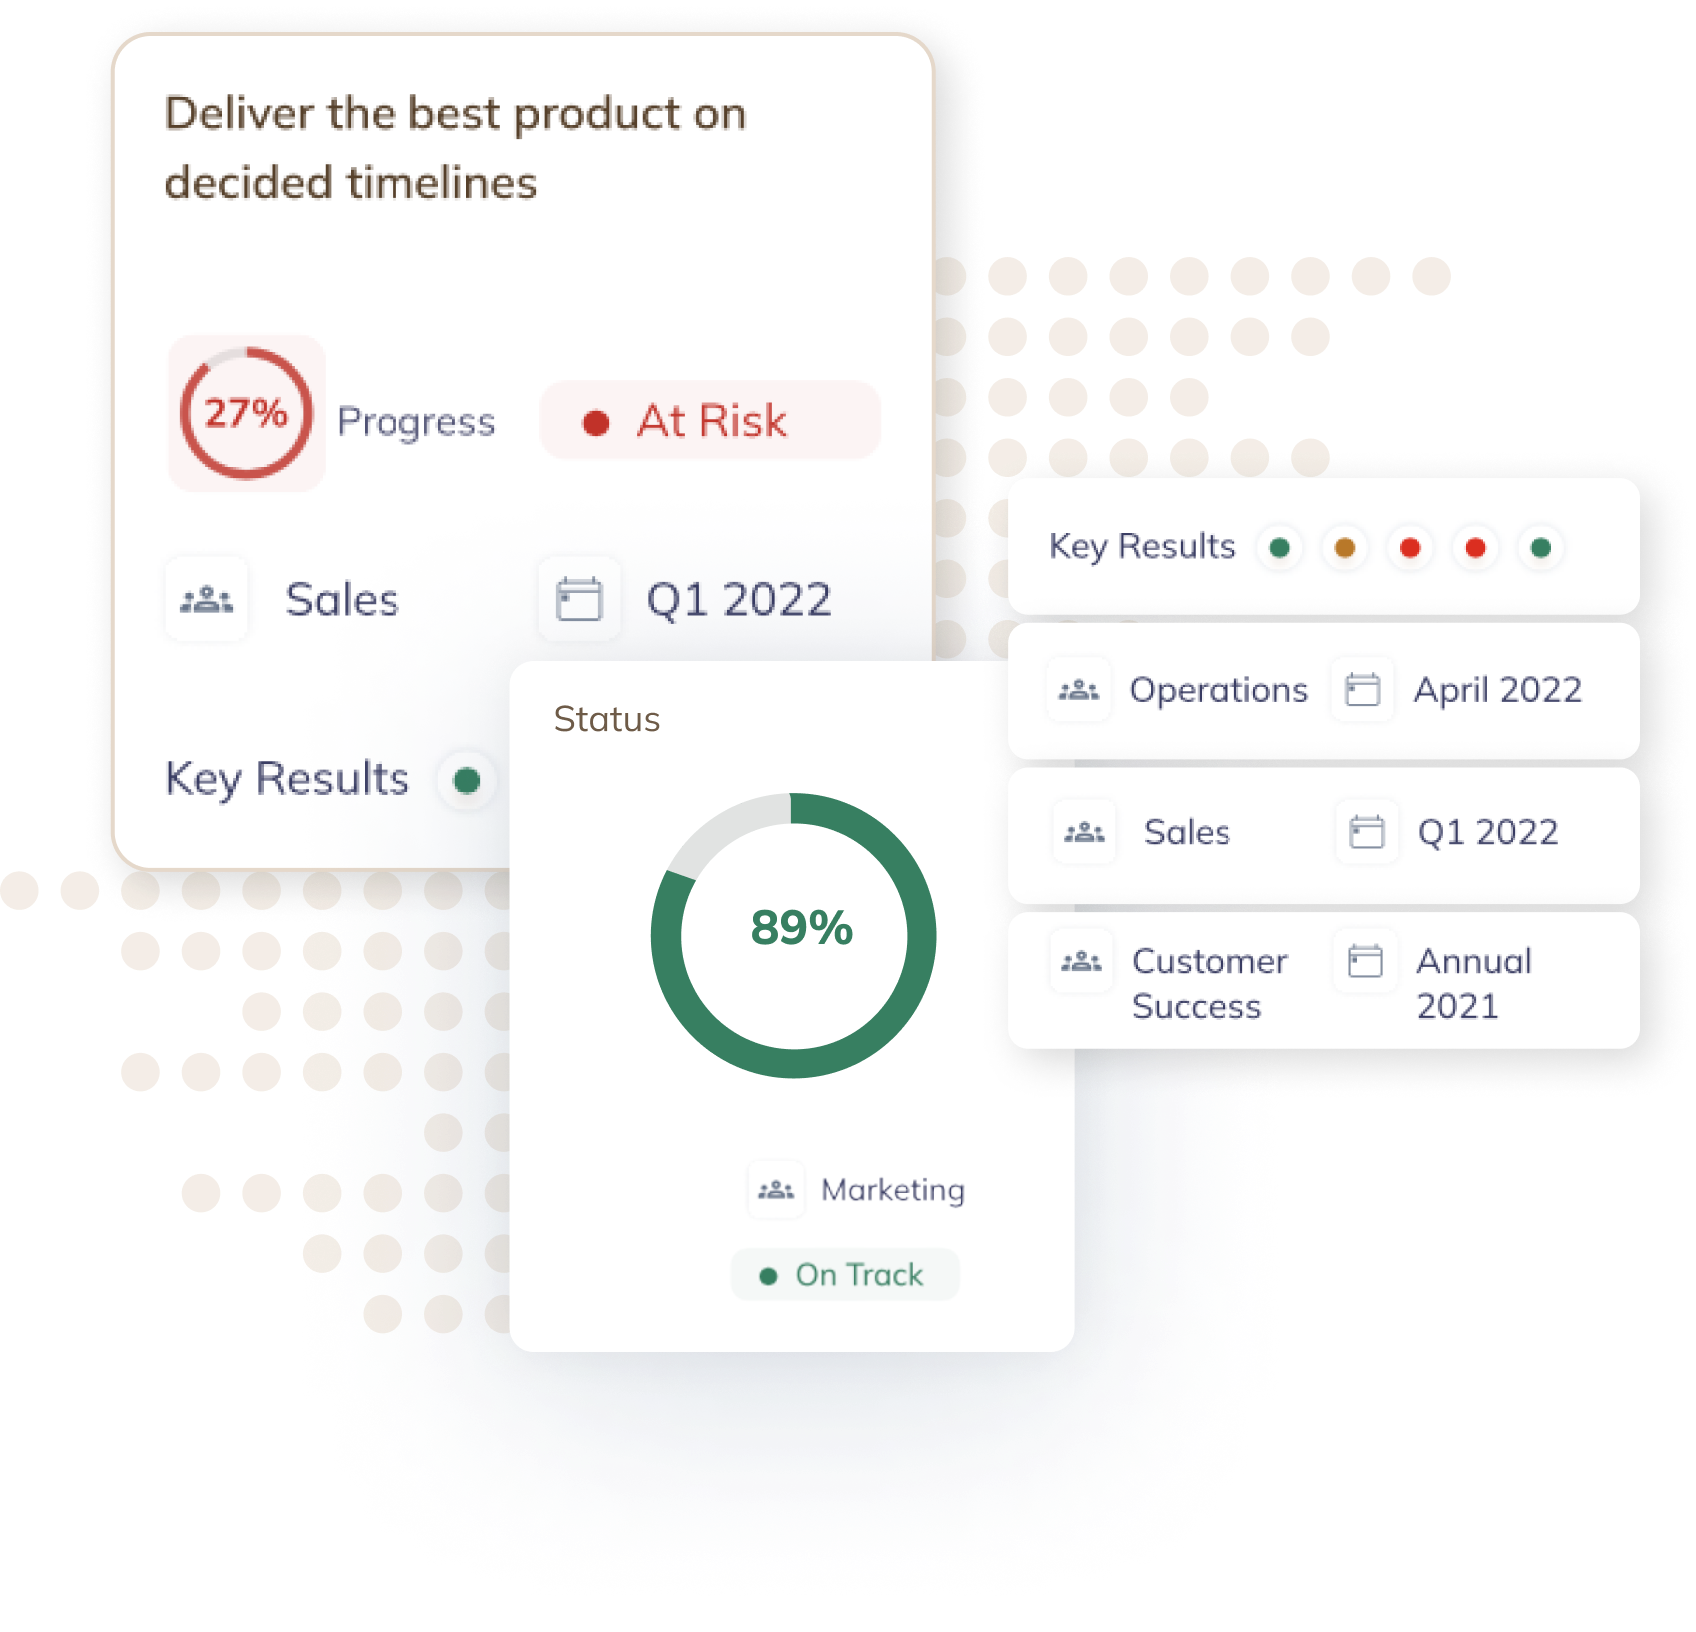 Deliver the best product on
decided timelines
27%
Progress
At Risk
Sales
Q1 2022
Key Results
Status
89%
Marketing
On Track
Key Results
Operations
April 2022
Sales
Q1 2022
Customer
Success
Annual
2021